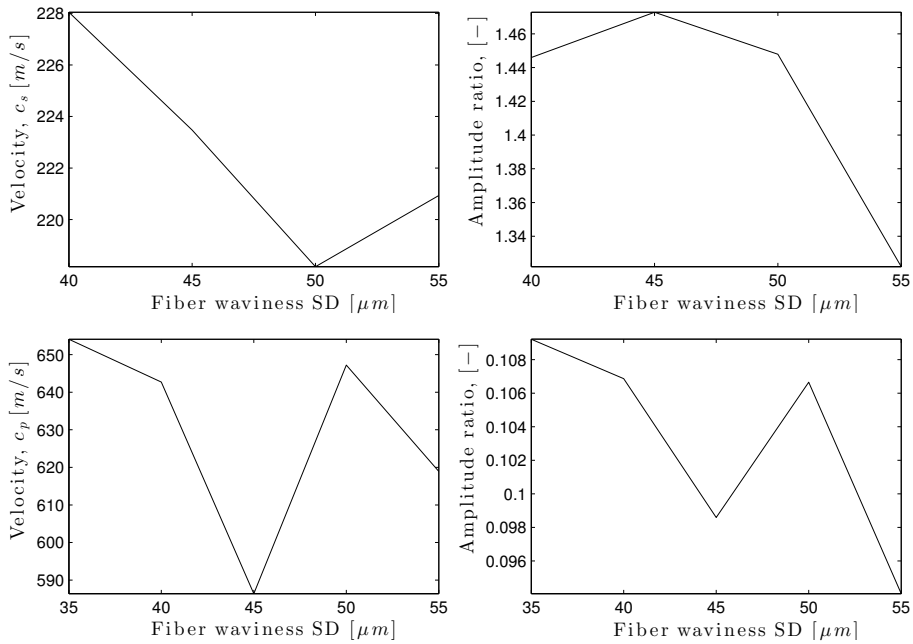 228
226
224
222
220
Velocity, c_s [m/s]
40 45 50 55
Fiber waviness SD [μm]
1.46
1.44
1.42
1.4
1.38
1.36
1.34
Amplitude ratio, [−]
40 45 50 55
Fiber waviness SD [μm]
650
640
630
620
610
600
590
Velocity, c_p [m/s]
35 40 45 50 55
Fiber waviness SD [μm]
0.108
0.106
0.104
0.102
0.1
0.098
0.096
Amplitude ratio, [−]
35 40 45 50 55
Fiber waviness SD [μm]